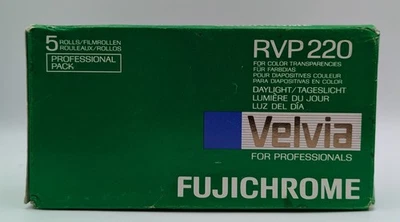 5 ROLLS/FILMROLLEN
ROULEAUX/ROLLOS
PROFESSIONAL
PACK
RVP 220
FOR COLOR TRANSPARENCIES
FÜR FARBDIAS
POUR DIAPOSITIVES COULEUR
PARA DIAPOSITIVAS EN COLOR
DAYLIGHT/TAGESLICHT
LUMIÈRE DU JOUR
LUZ DEL DÍA
Velvia
FOR PROFESSIONALS
FUJICHROME